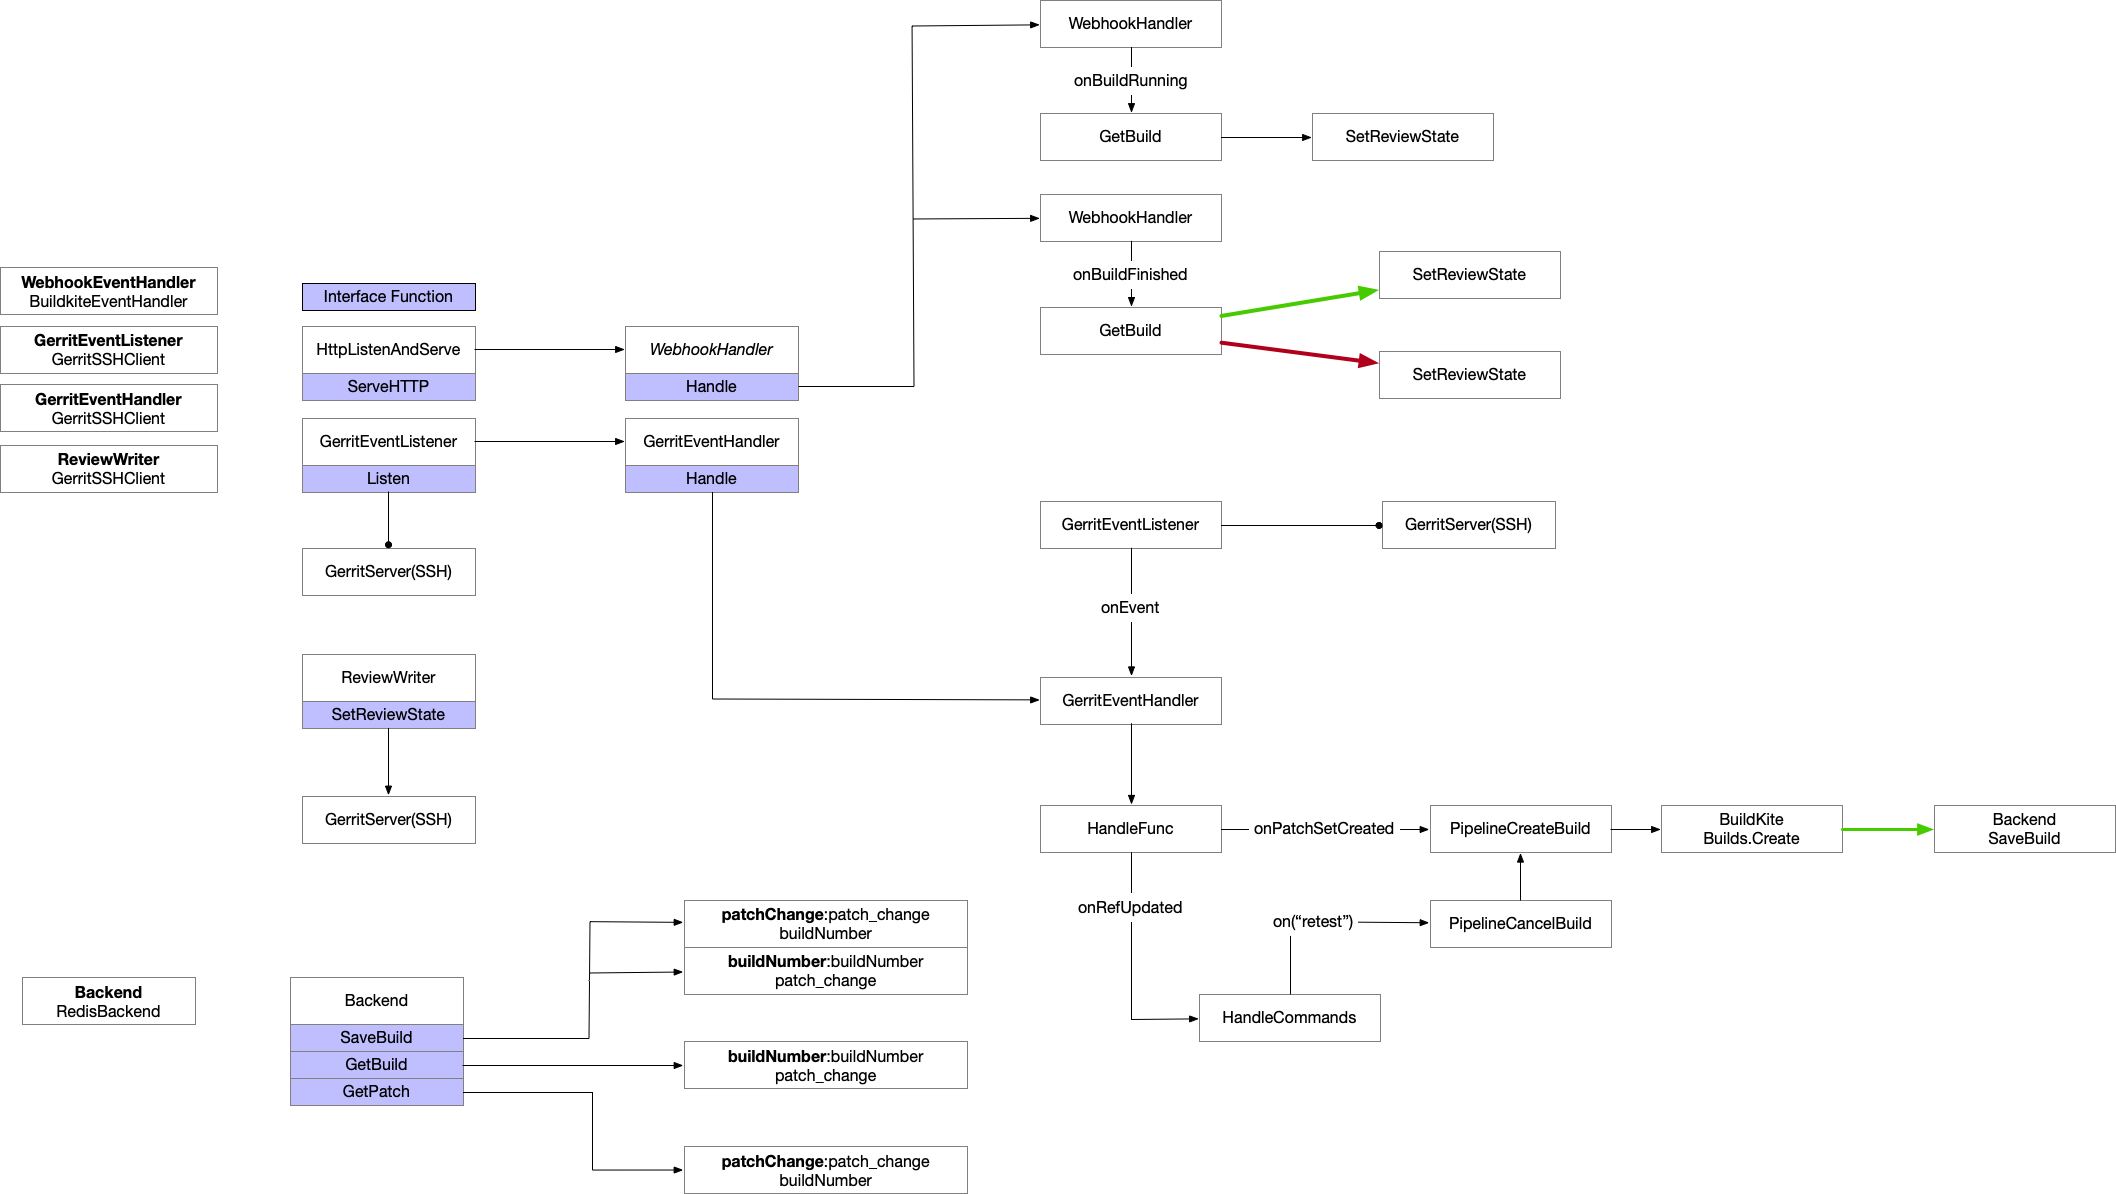 WebhookHandler
onBuildRunning
GetBuild
SetReviewState
WebhookHandler
onBuildFinished
GetBuild
SetReviewState
SetReviewState
WebhookEventHandler
BuildkiteEventHandler
GerritEventListener
GerritSSHClient
GerritEventHandler
GerritSSHClient
ReviewWriter
GerritSSHClient
Interface Function
HttpListenAndServe
ServeHTTP
WebhookHandler
Handle
GerritEventListener
Listen
GerritEventHandler
Handle
GerritServer(SSH)
GerritEventListener
GerritServer(SSH)
onEvent
GerritEventHandler
ReviewWriter
SetReviewState
GerritServer(SSH)
HandleFunc
onPatchSetCreated
PipelineCreateBuild
BuildKite
Builds.Create
Backend
SaveBuild
onRefUpdated
on(“retest”)
PipelineCancelBuild
HandleCommands
Backend
RedisBackend
Backend
SaveBuild
GetBuild
GetPatch
patchChange:patch_change
buildNumber
buildNumber:buildNumber
patch_change
buildNumber:buildNumber
patch_change
patchChange:patch_change
buildNumber